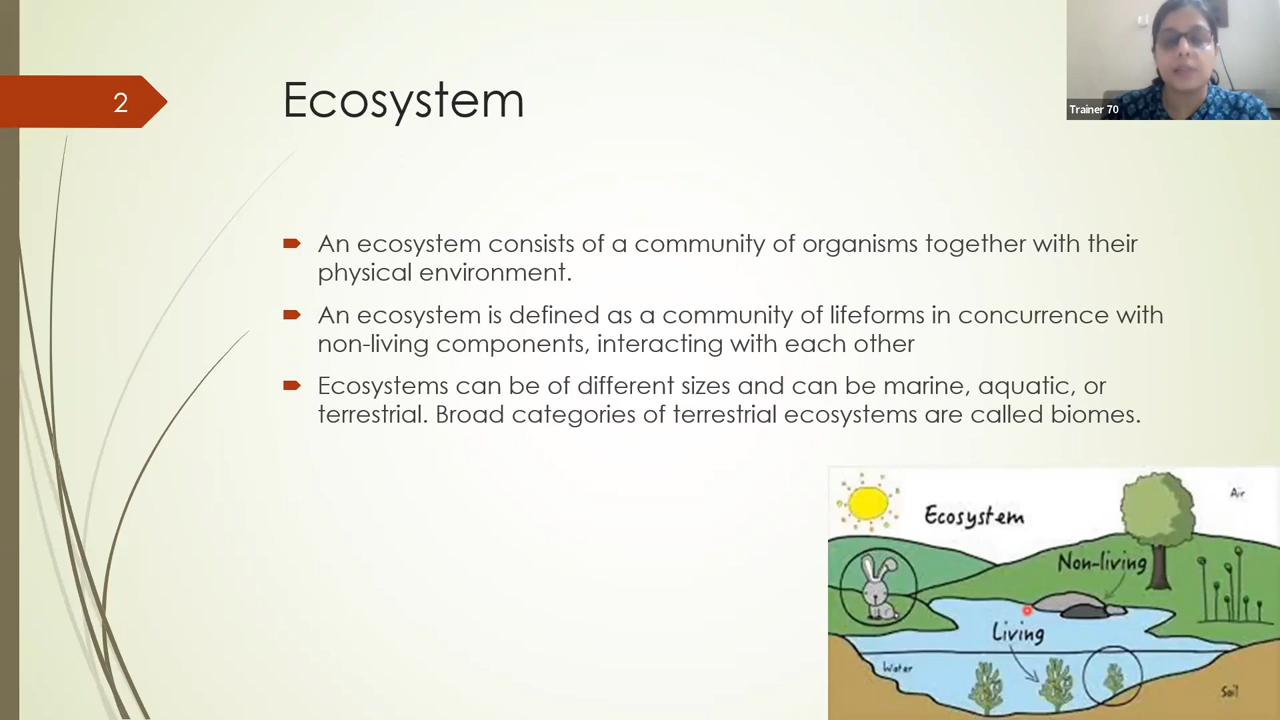 2
Ecosystem
Trainer 70
An ecosystem consists of a community of organisms together with their
physical environment.
An ecosystem is defined as a community of lifeforms in concurrence with
non-living components, interacting with each other
Ecosystems can be of different sizes and can be marine, aquatic, or
terrestrial. Broad categories of terrestrial ecosystems are called biomes.
Air
Ecosystem
Non-living
Living
Water
Soil